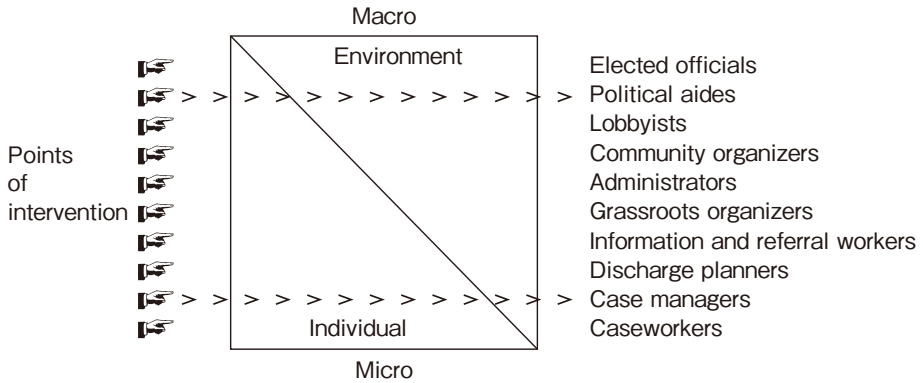 Macro
Environment
Points
of
intervention
Elected officials
Political aides
Lobbyists
Community organizers
Administrators
Grassroots organizers
Information and referral workers
Discharge planners
Case managers
Caseworkers
Individual
Micro